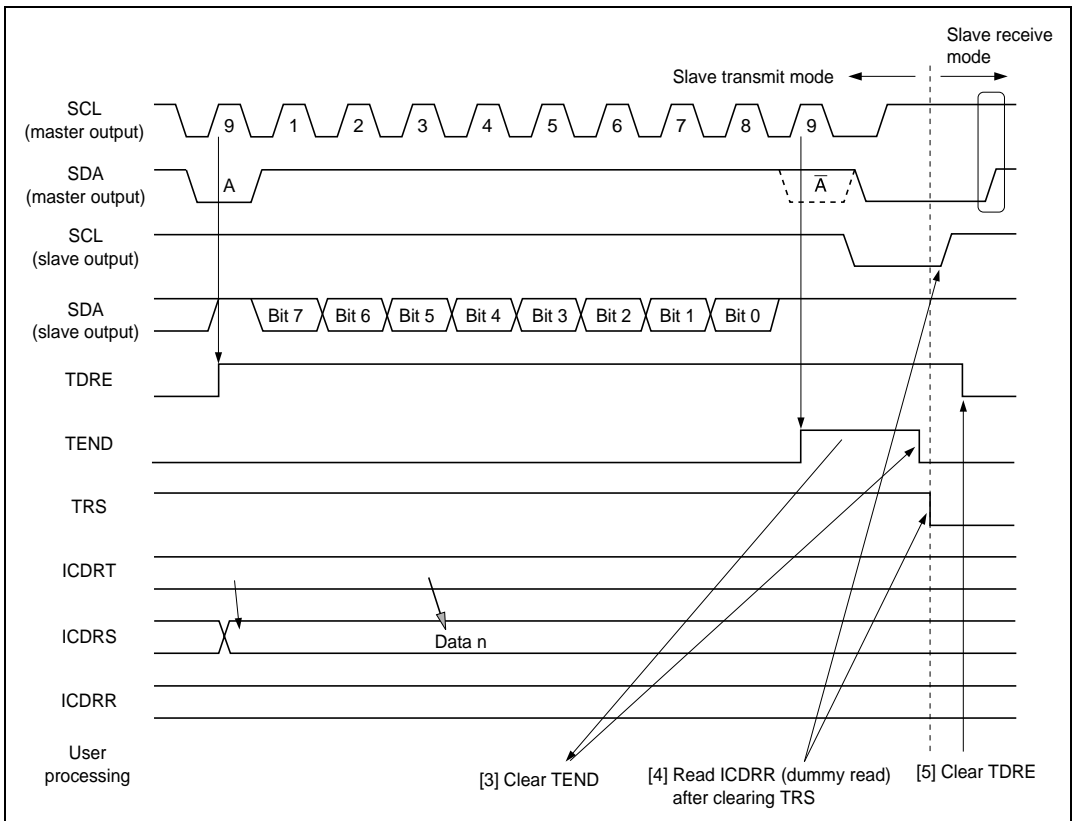 Slave receive
mode
Slave transmit mode
SCL
(master output)
9 1 2 3 4 5 6 7 8 9
SDA
(master output)
A A̅
SCL
(slave output)
SDA
(slave output)
Bit 7 Bit 6 Bit 5 Bit 4 Bit 3 Bit 2 Bit 1 Bit 0
TDRE
TEND
TRS
ICDRT
ICDRS
Data n
ICDRR
User
processing
[3] Clear TEND
[4] Read ICDRR (dummy read)
after clearing TRS
[5] Clear TDRE